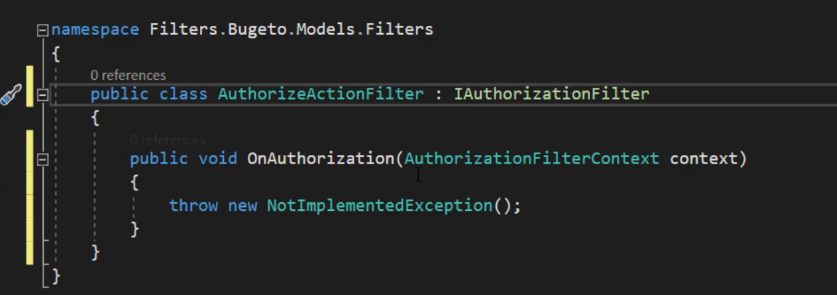 namespace Filters.Bugeto.Models.Filters
{
0 references
public class AuthorizeActionFilter : IAuthorizationFilter
{
0 references
public void OnAuthorization(AuthorizationFilterContext context)
{
throw new NotImplementedException();
}
}
}